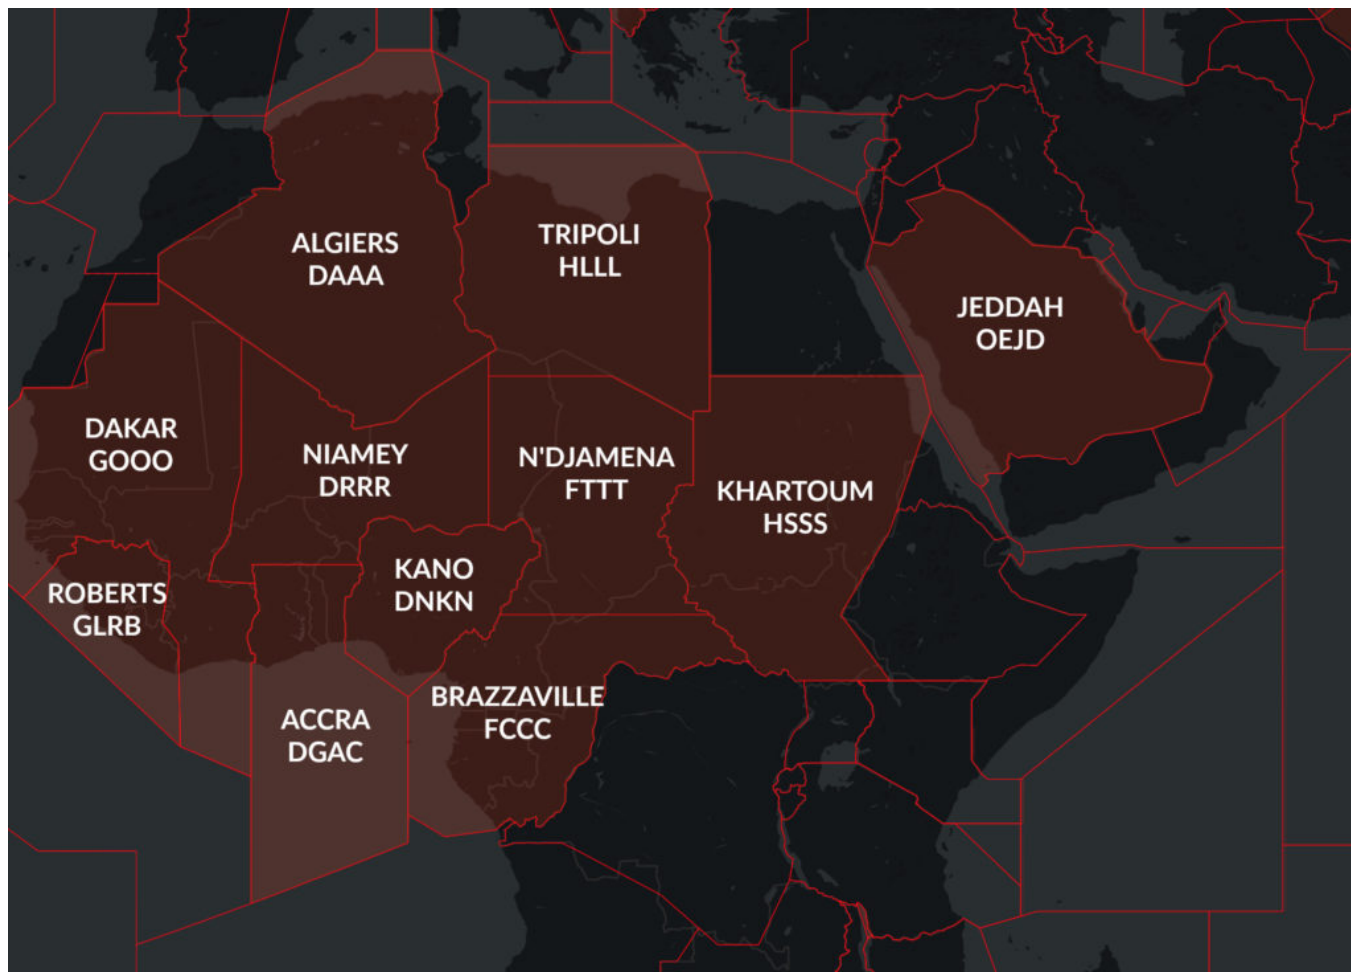 ALGIERS
DAAA
TRIPOLI
HLLL
JEDDAH
OEJD
DAKAR
GOOO
NIAMEY
DRRR
N'DJAMENA
FTTT
KHARTOUM
HSSS
KANO
DNKN
ROBERTS
GLRB
BRAZZAVILLE
FCCC
ACCRA
DGAC